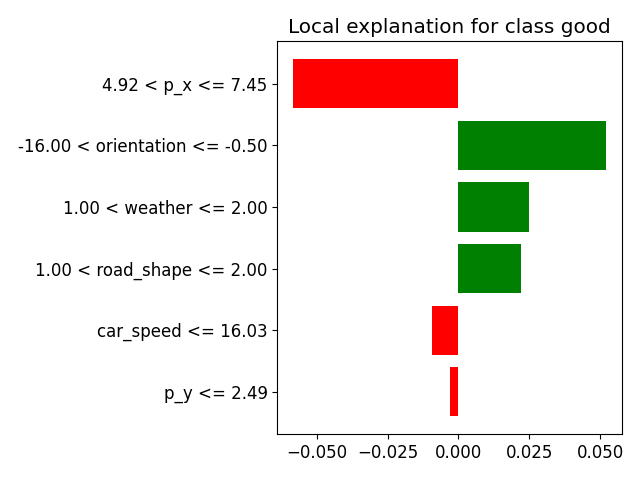 Local explanation for class good
4.92 < p_x <= 7.45
-16.00 < orientation <= -0.50
1.00 < weather <= 2.00
1.00 < road_shape <= 2.00
car_speed <= 16.03
p_y <= 2.49
−0.050 −0.025 0.000 0.025 0.050